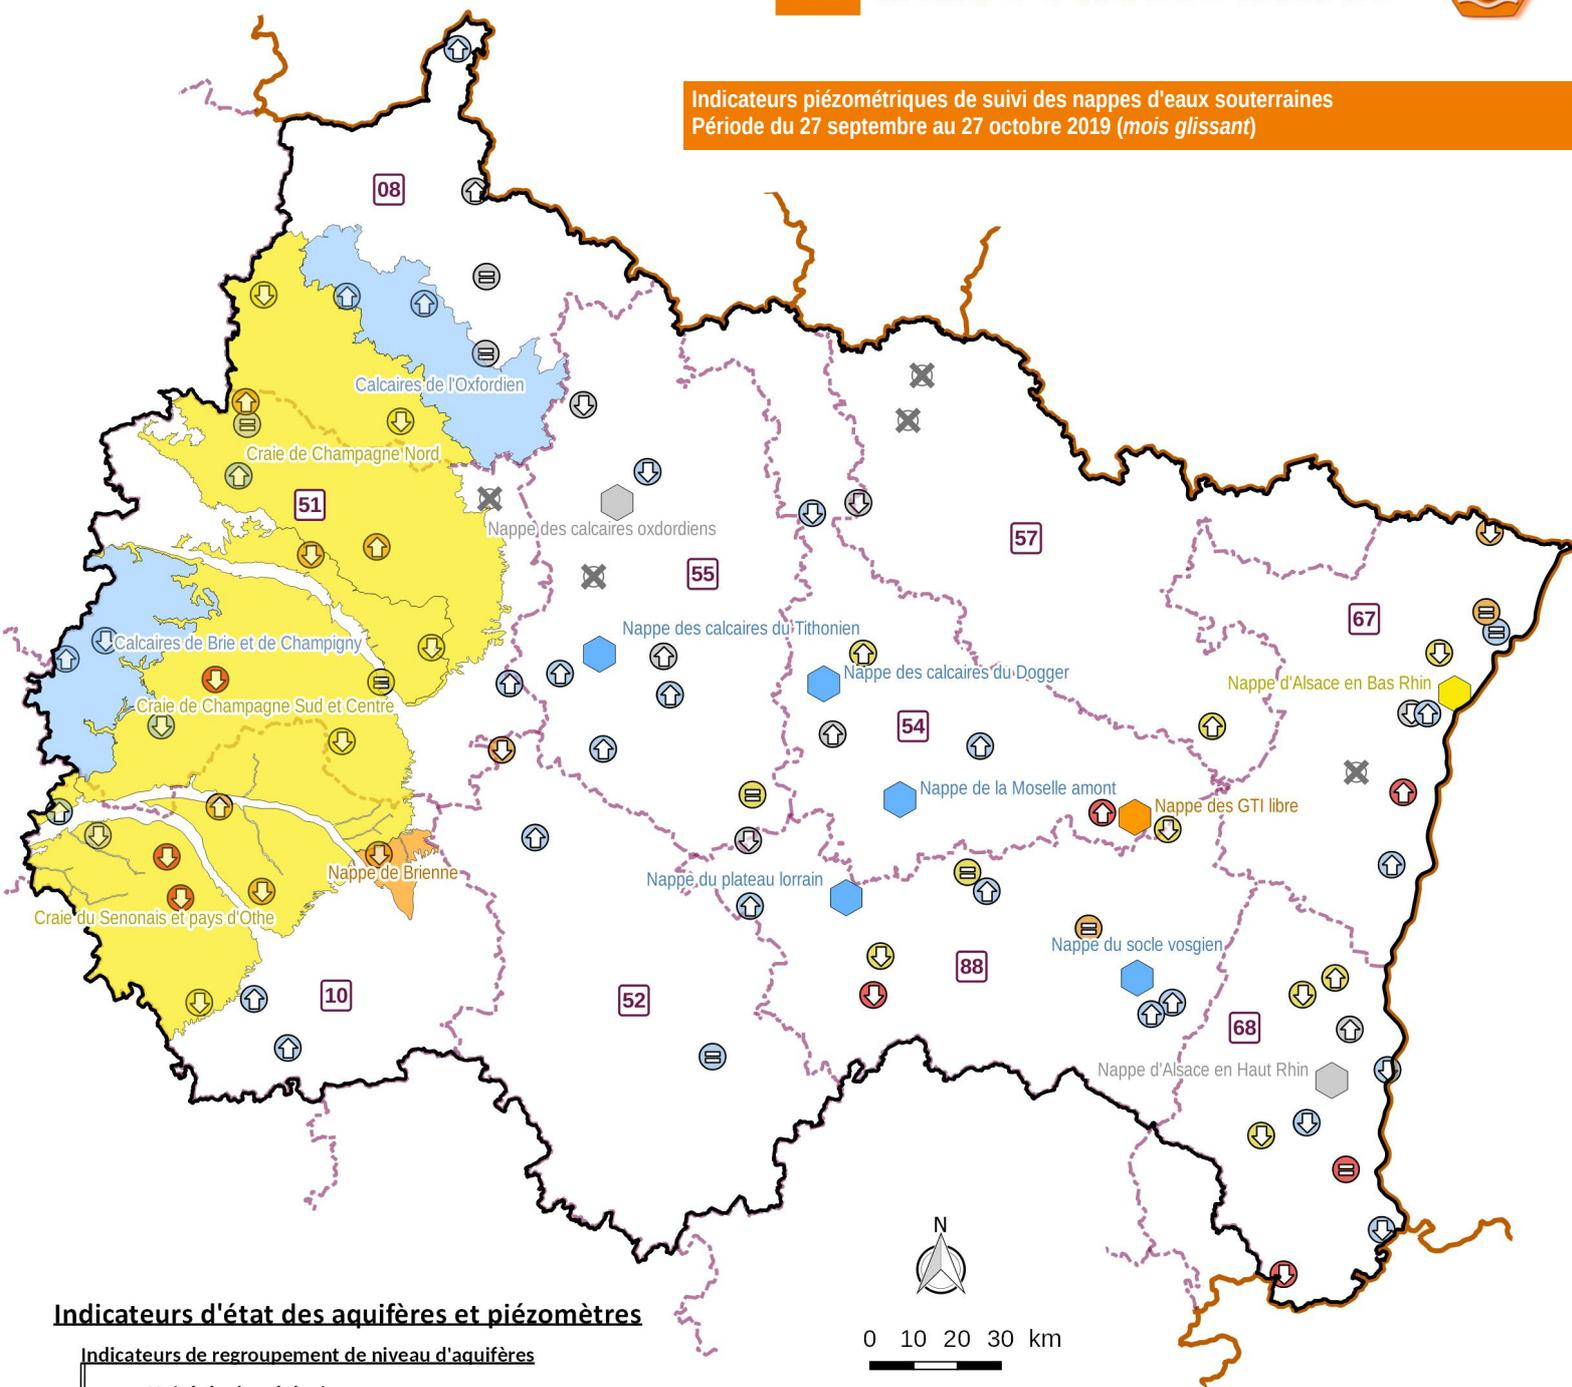 Indicateurs piézométriques de suivi des nappes d'eaux souterraines
Période du 27 septembre au 27 octobre 2019 (mois glissant)
08
Calcaires de l'Oxfordien
Craie de Champagne Nord
51
Nappe des calcaires oxdordiens
57
55
67
Nappe des calcaires du Tithonien
Calcaires de Brie et de Champigny
Nappe des calcaires du Dogger
Nappe d'Alsace en Bas Rhin
Craie de Champagne Sud et Centre
54
Nappe de la Moselle amont
Nappe des GTI libre
Nappe de Brienne
Nappe du plateau lorrain
Craie du Senonais et pays d'Othe
Nappe du socle vosgien
88
10
52
68
Nappe d'Alsace en Haut Rhin
N
Indicateurs d'état des aquifères et piézomètres
0 10 20 30 km
Indicateurs de regroupement de niveau d'aquifères